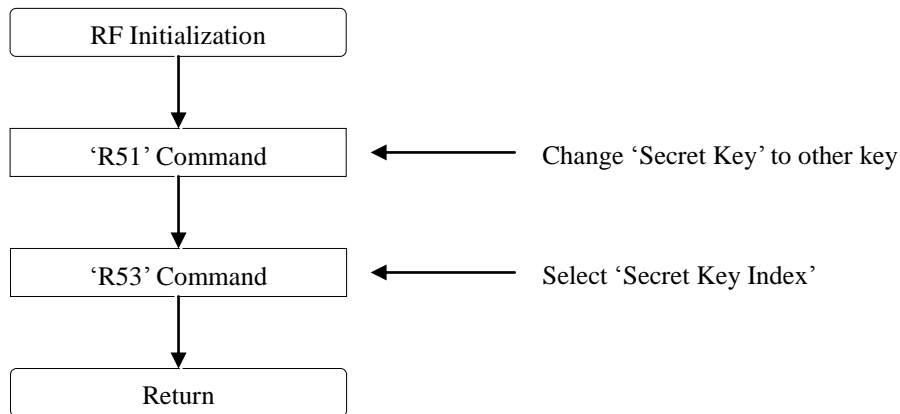 RF Initialization
‘R51’ Command
Change ‘Secret Key’ to other key
‘R53’ Command
Select ‘Secret Key Index’
Return